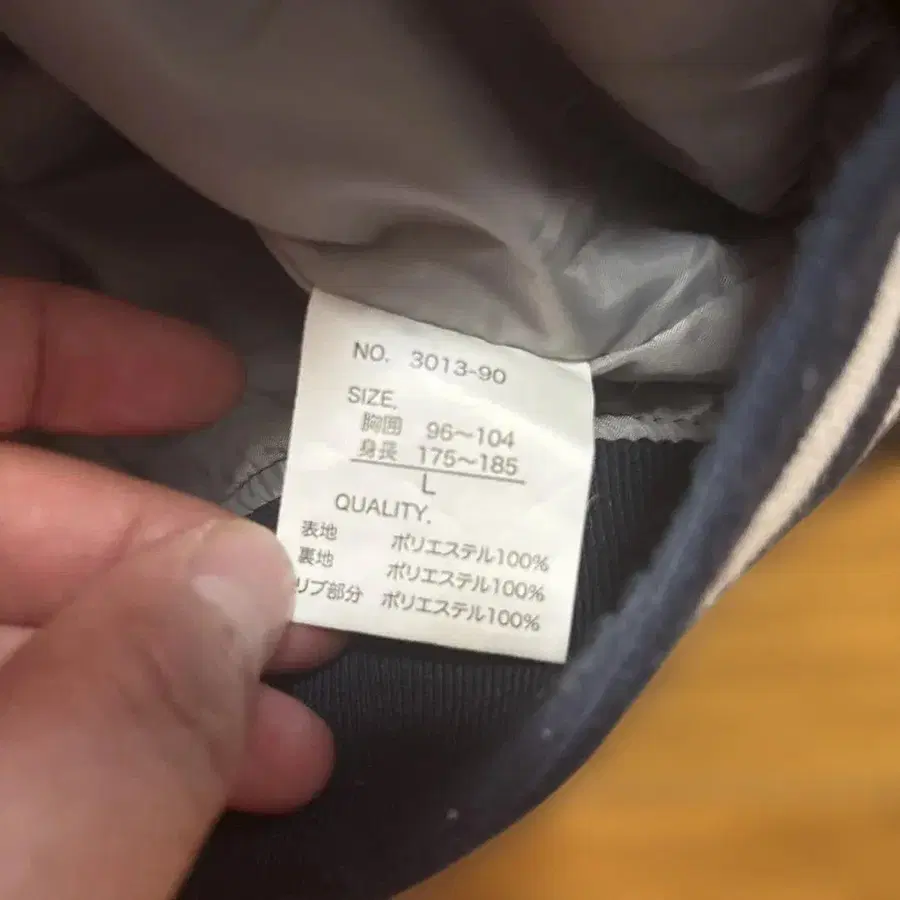 NO. 3013-90
SIZE.
胸囲 96〜104
身長 175〜185
L
QUALITY.
表地 ポリエステル100%
裏地 ポリエステル100%
リブ部分 ポリエステル100%